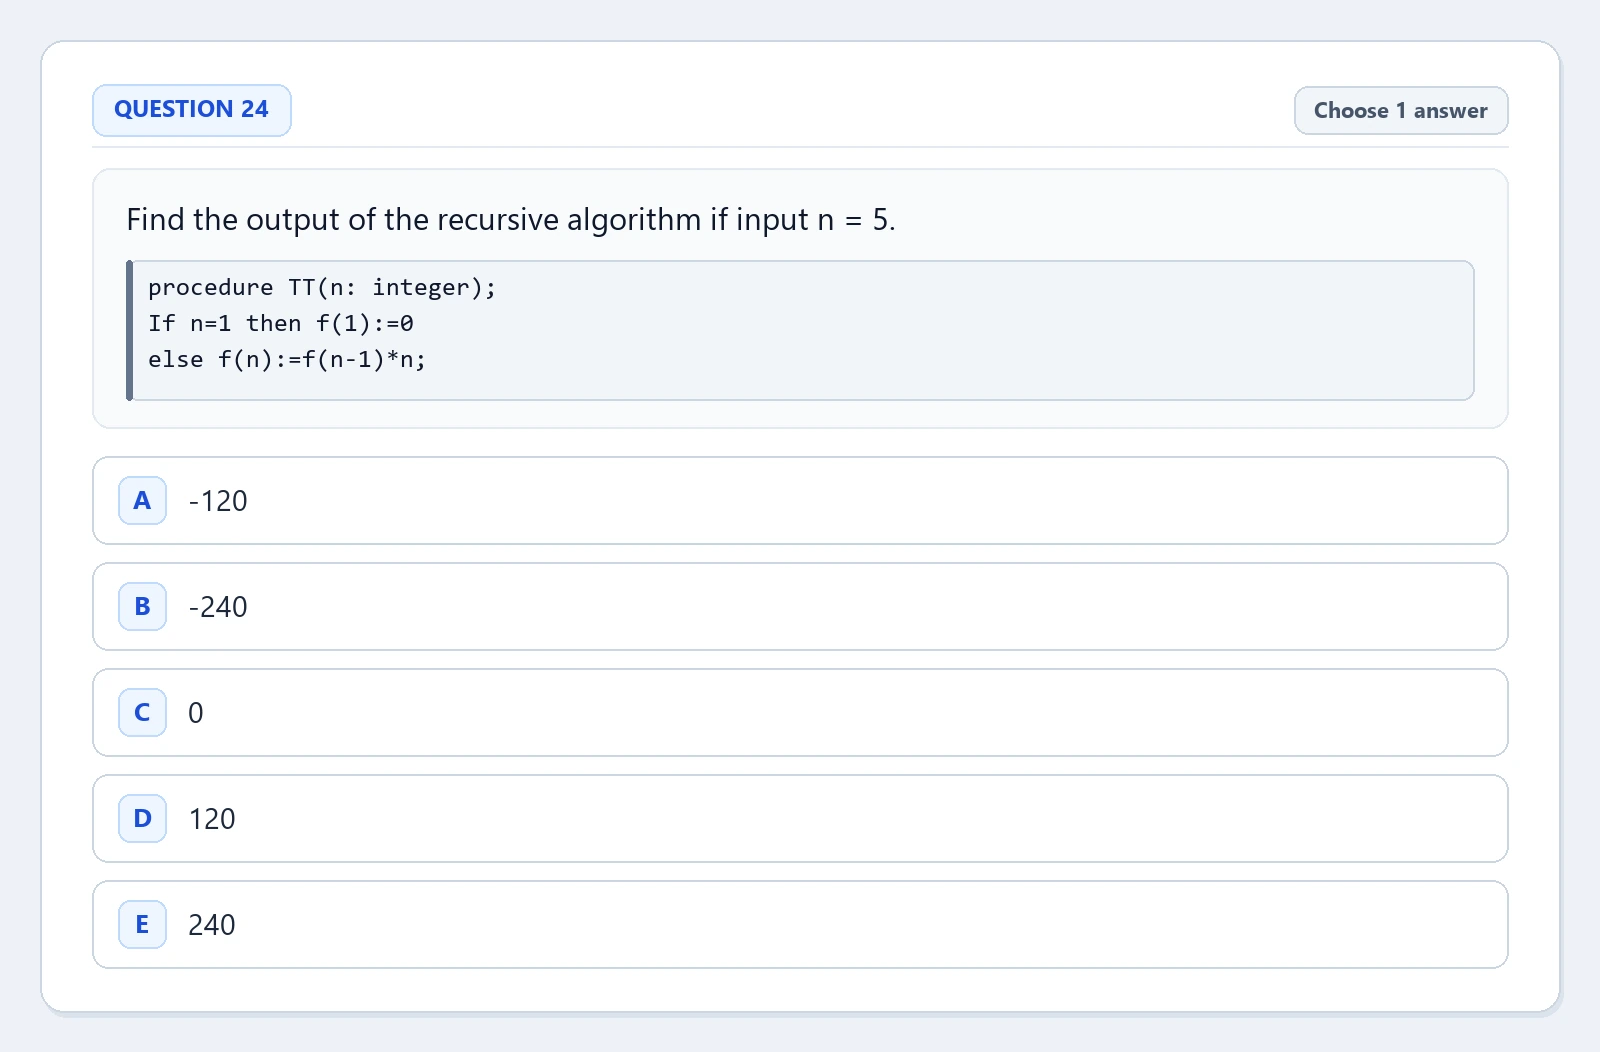 QUESTION 24
Choose 1 answer
Find the output of the recursive algorithm if input n = 5.
procedure TT(n: integer);
If n=1 then f(1):=0
else f(n):=f(n-1)*n;
A -120
B -240
C 0
D 120
E 240